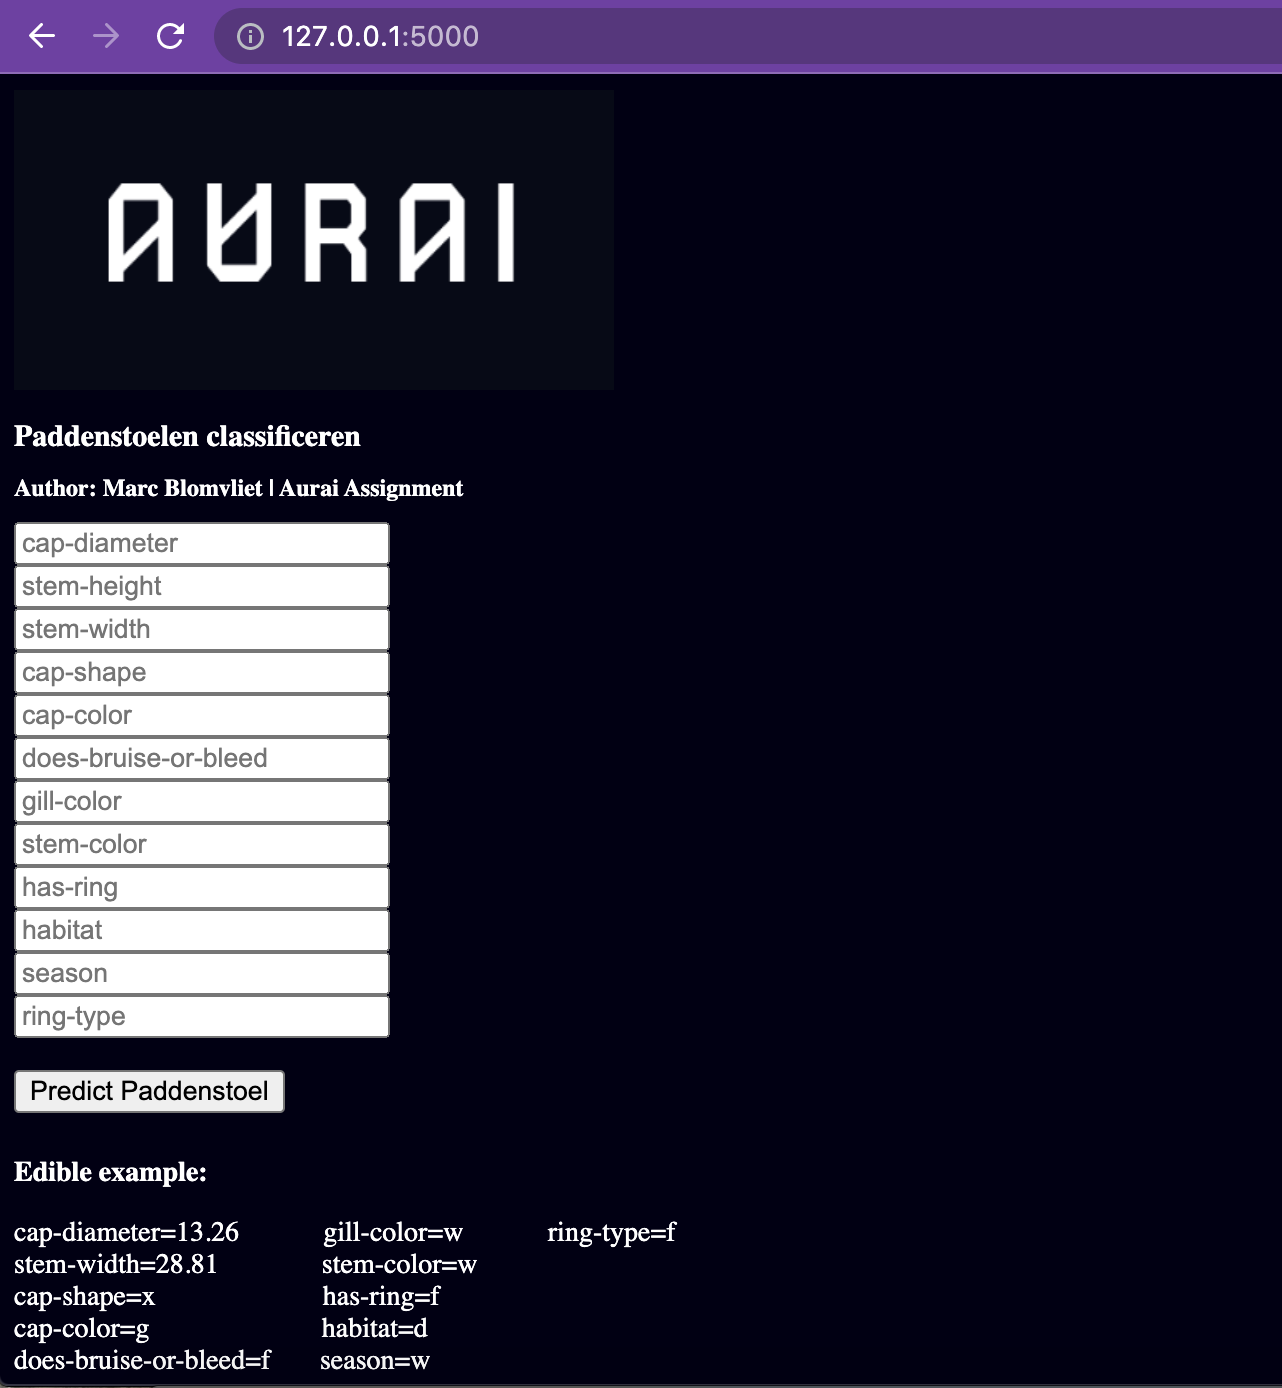 127.0.0.1:5000
AURAI
Paddenstoelen classificeren
Author: Marc Blomvliet | Aurai Assignment
cap-diameter
stem-height
stem-width
cap-shape
cap-color
does-bruise-or-bleed
gill-color
stem-color
has-ring
habitat
season
ring-type
Predict Paddenstoel
Edible example:
cap-diameter=13.26 gill-color=w ring-type=f
stem-width=28.81 stem-color=w
cap-shape=x has-ring=f
cap-color=g habitat=d
does-bruise-or-bleed=f season=w